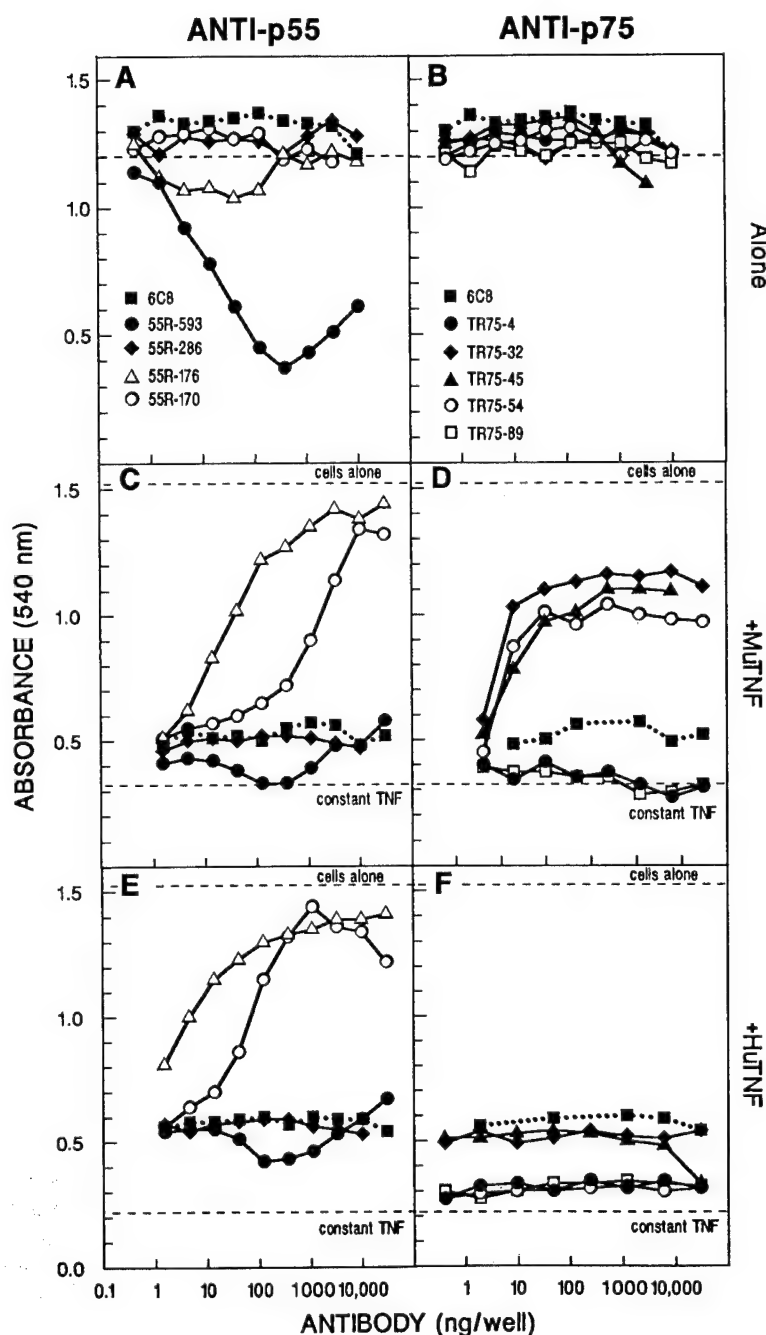 ANTI-p55
ANTI-p75
A
1.5
1.0
0.5
6C8
55R-593
55R-286
55R-176
55R-170
B
6C8
TR75-4
TR75-32
TR75-45
TR75-54
TR75-89
Alone
C
cells alone
1.5
1.0
0.5
constant TNF
D
cells alone
constant TNF
+MuTNF
ABSORBANCE (540 nm)
E
cells alone
1.5
1.0
0.5
0.0
constant TNF
F
cells alone
constant TNF
+HuTNF
0.1 1 10 100 1000 10,000
1 10 100 1000 10,000
ANTIBODY (ng/well)